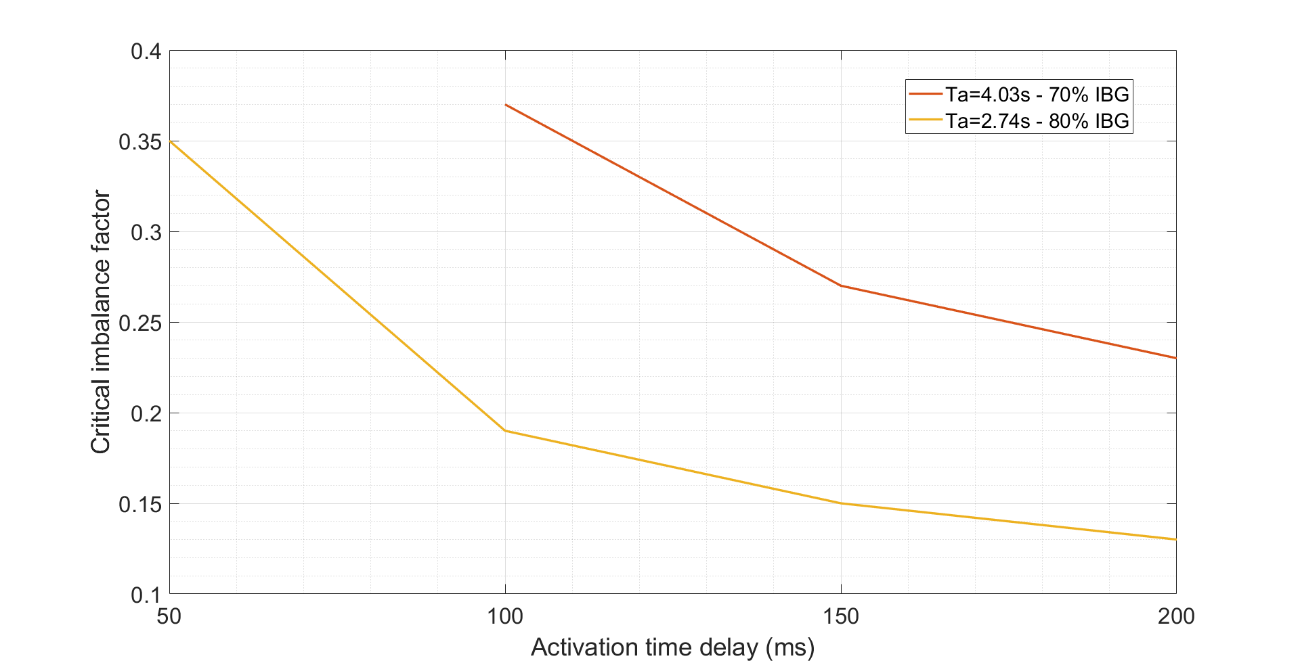 0.4
0.35
0.3
0.25
0.2
0.15
0.1
Critical imbalance factor
Ta=4.03s - 70% IBG
Ta=2.74s - 80% IBG
50
100
150
200
Activation time delay (ms)